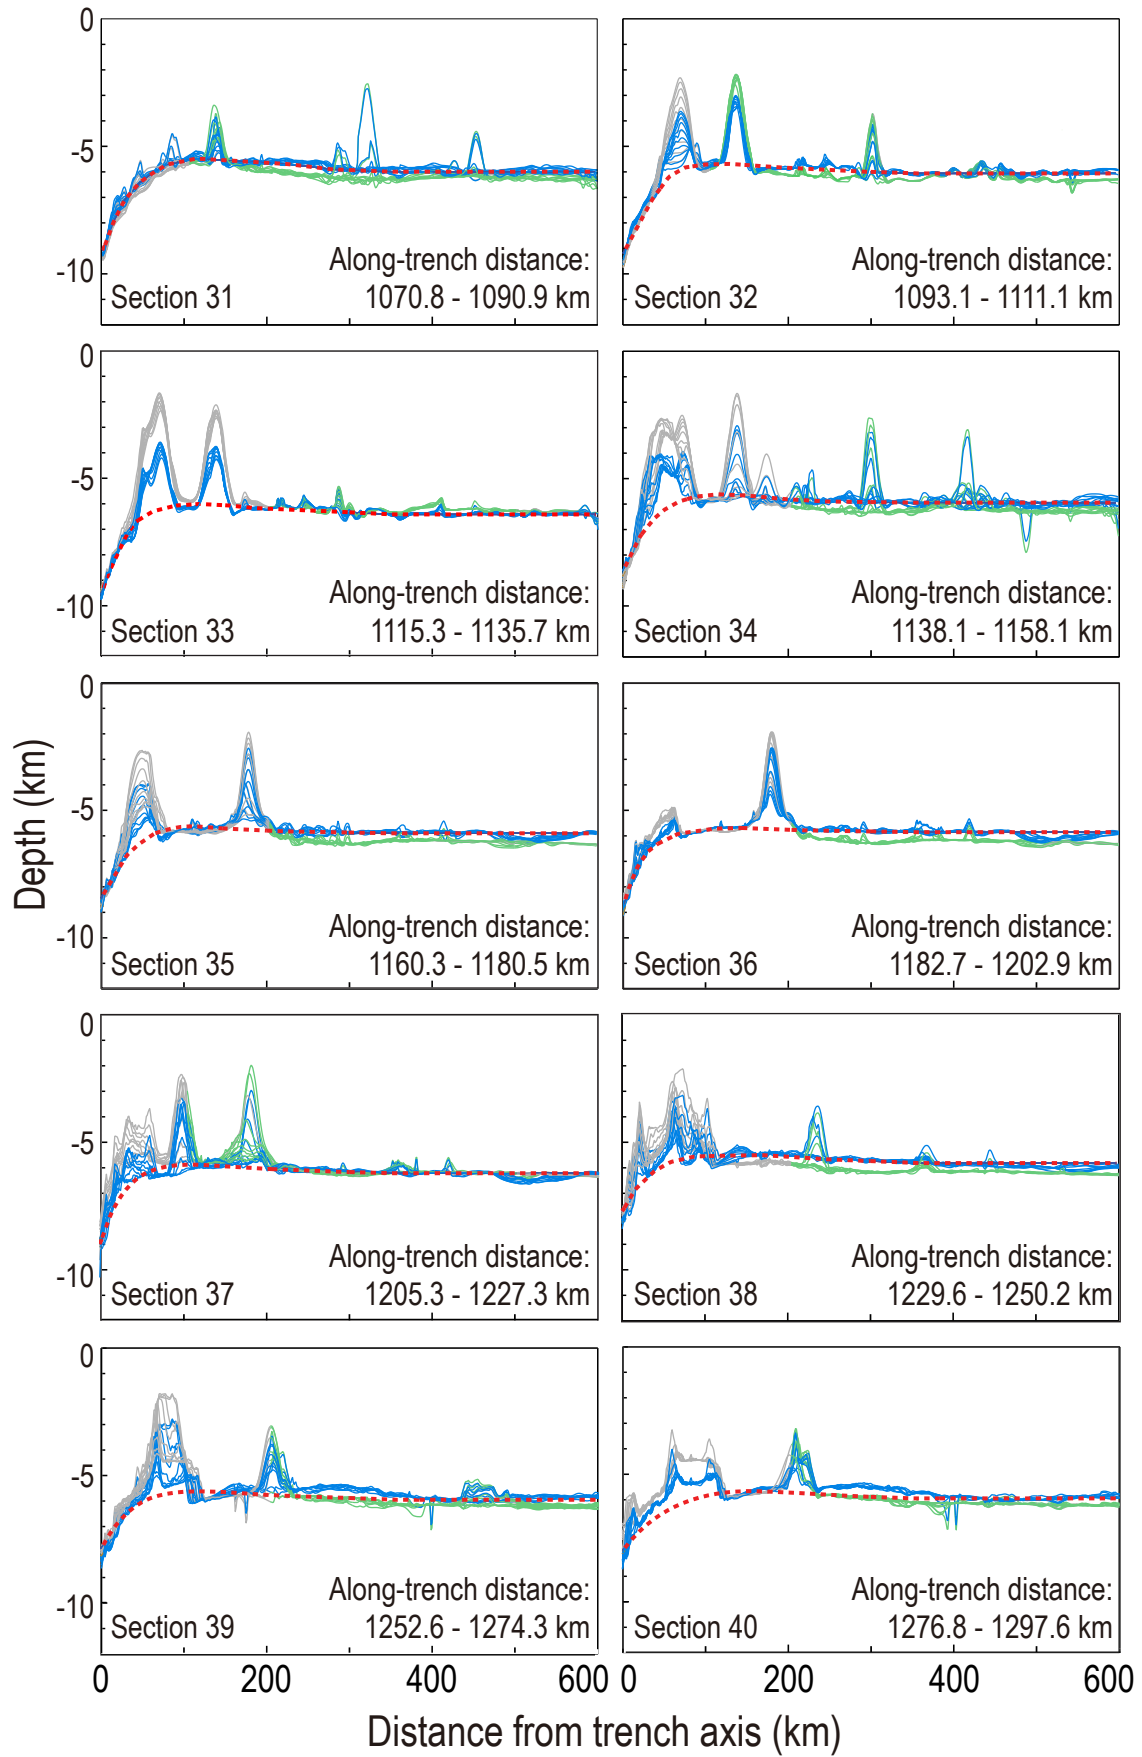 0
-5
-10
Section 31
Along-trench distance:
1070.8 - 1090.9 km
Section 32
Along-trench distance:
1093.1 - 1111.1 km
0
-5
-10
Section 33
Along-trench distance:
1115.3 - 1135.7 km
Section 34
Along-trench distance:
1138.1 - 1158.1 km
Depth (km)
0
-5
-10
Section 35
Along-trench distance:
1160.3 - 1180.5 km
Section 36
Along-trench distance:
1182.7 - 1202.9 km
0
-5
-10
Section 37
Along-trench distance:
1205.3 - 1227.3 km
Section 38
Along-trench distance:
1229.6 - 1250.2 km
0
-5
-10
Section 39
Along-trench distance:
1252.6 - 1274.3 km
Section 40
Along-trench distance:
1276.8 - 1297.6 km
0 200 400 600 0 200 400 600
Distance from trench axis (km)